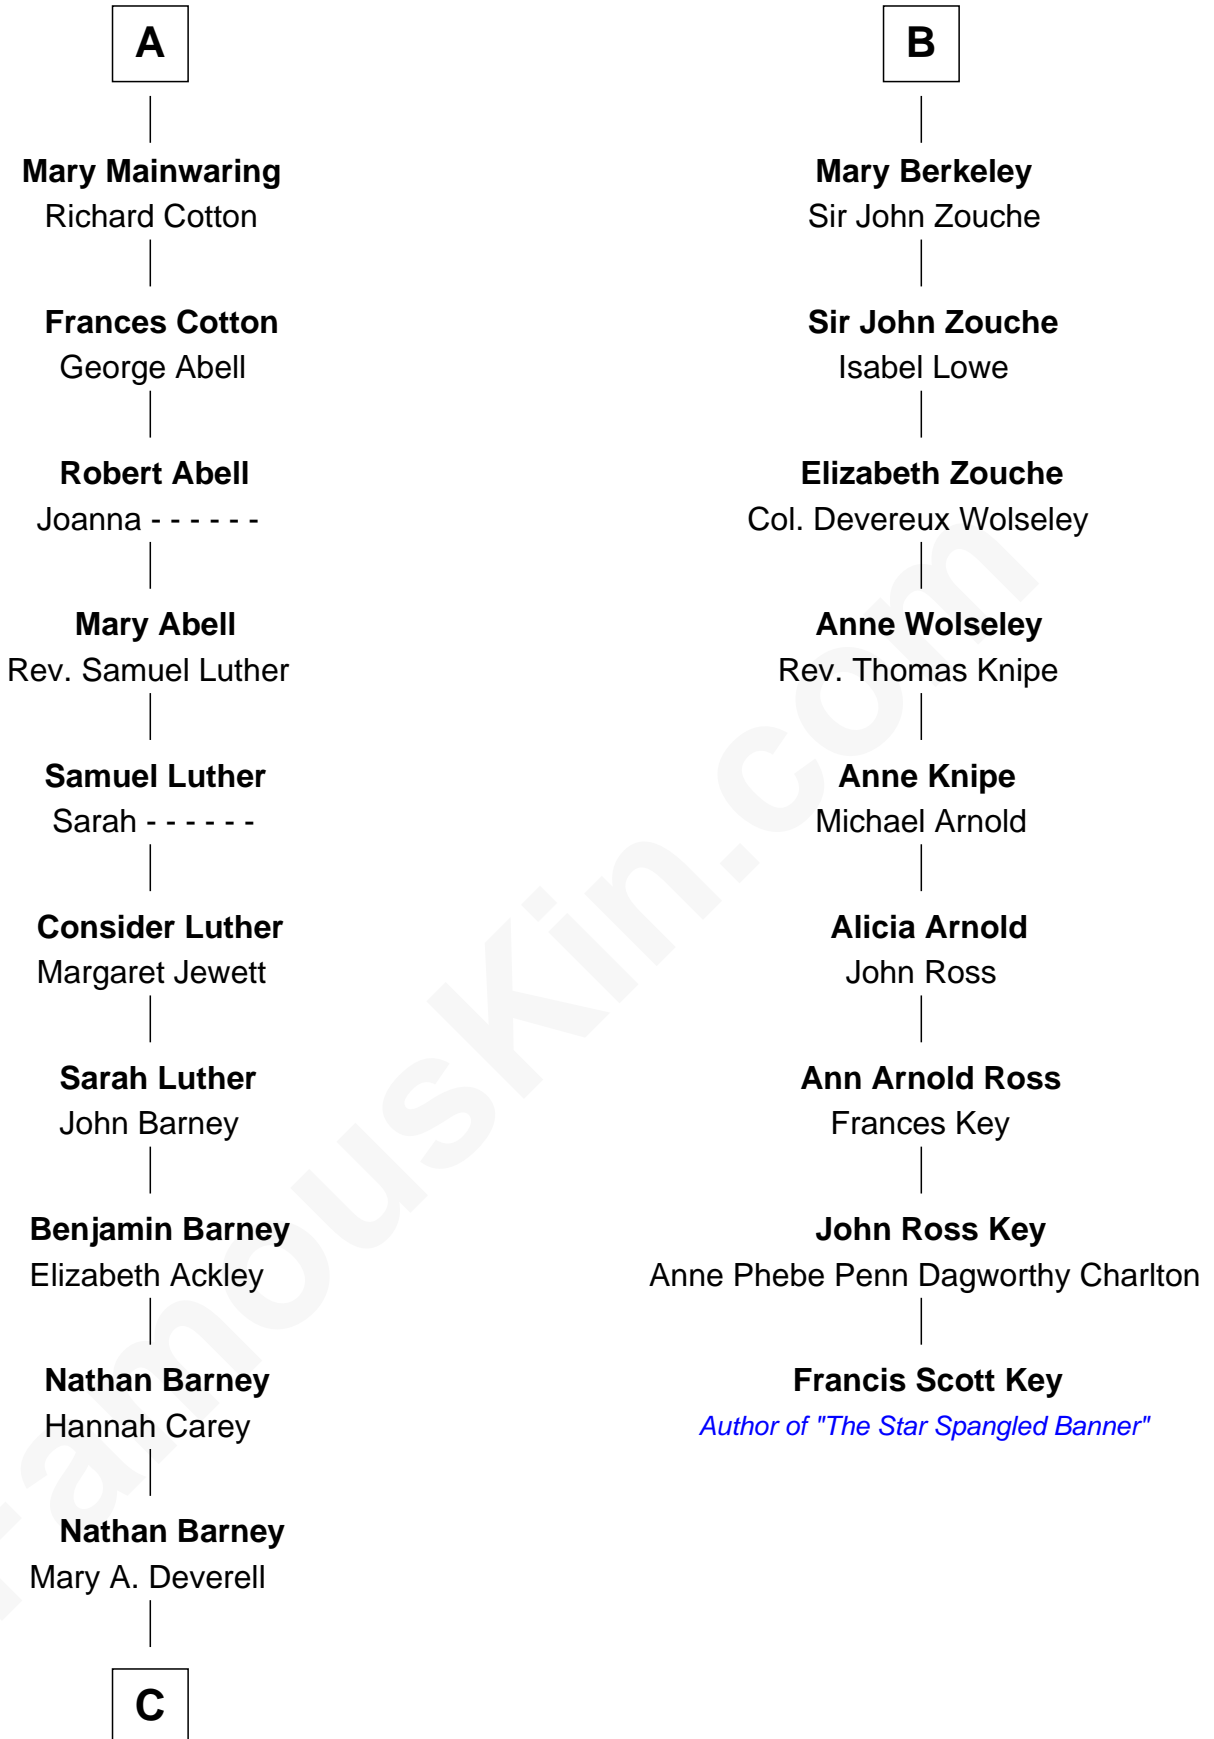 A
Mary Mainwaring
Richard Cotton
Frances Cotton
George Abell
Robert Abell
Joanna - - - - - -
Mary Abell
Rev. Samuel Luther
Samuel Luther
Sarah - - - - - -
Consider Luther
Margaret Jewett
Sarah Luther
John Barney
Benjamin Barney
Elizabeth Ackley
Nathan Barney
Hannah Carey
Nathan Barney
Mary A. Deverell
C
B
Mary Berkeley
Sir John Zouche
Sir John Zouche
Isabel Lowe
Elizabeth Zouche
Col. Devereux Wolseley
Anne Wolseley
Rev. Thomas Knipe
Anne Knipe
Michael Arnold
Alicia Arnold
John Ross
Ann Arnold Ross
Frances Key
John Ross Key
Anne Phebe Penn Dagworthy Charlton
Francis Scott Key
Author of "The Star Spangled Banner"
FamousKin.com